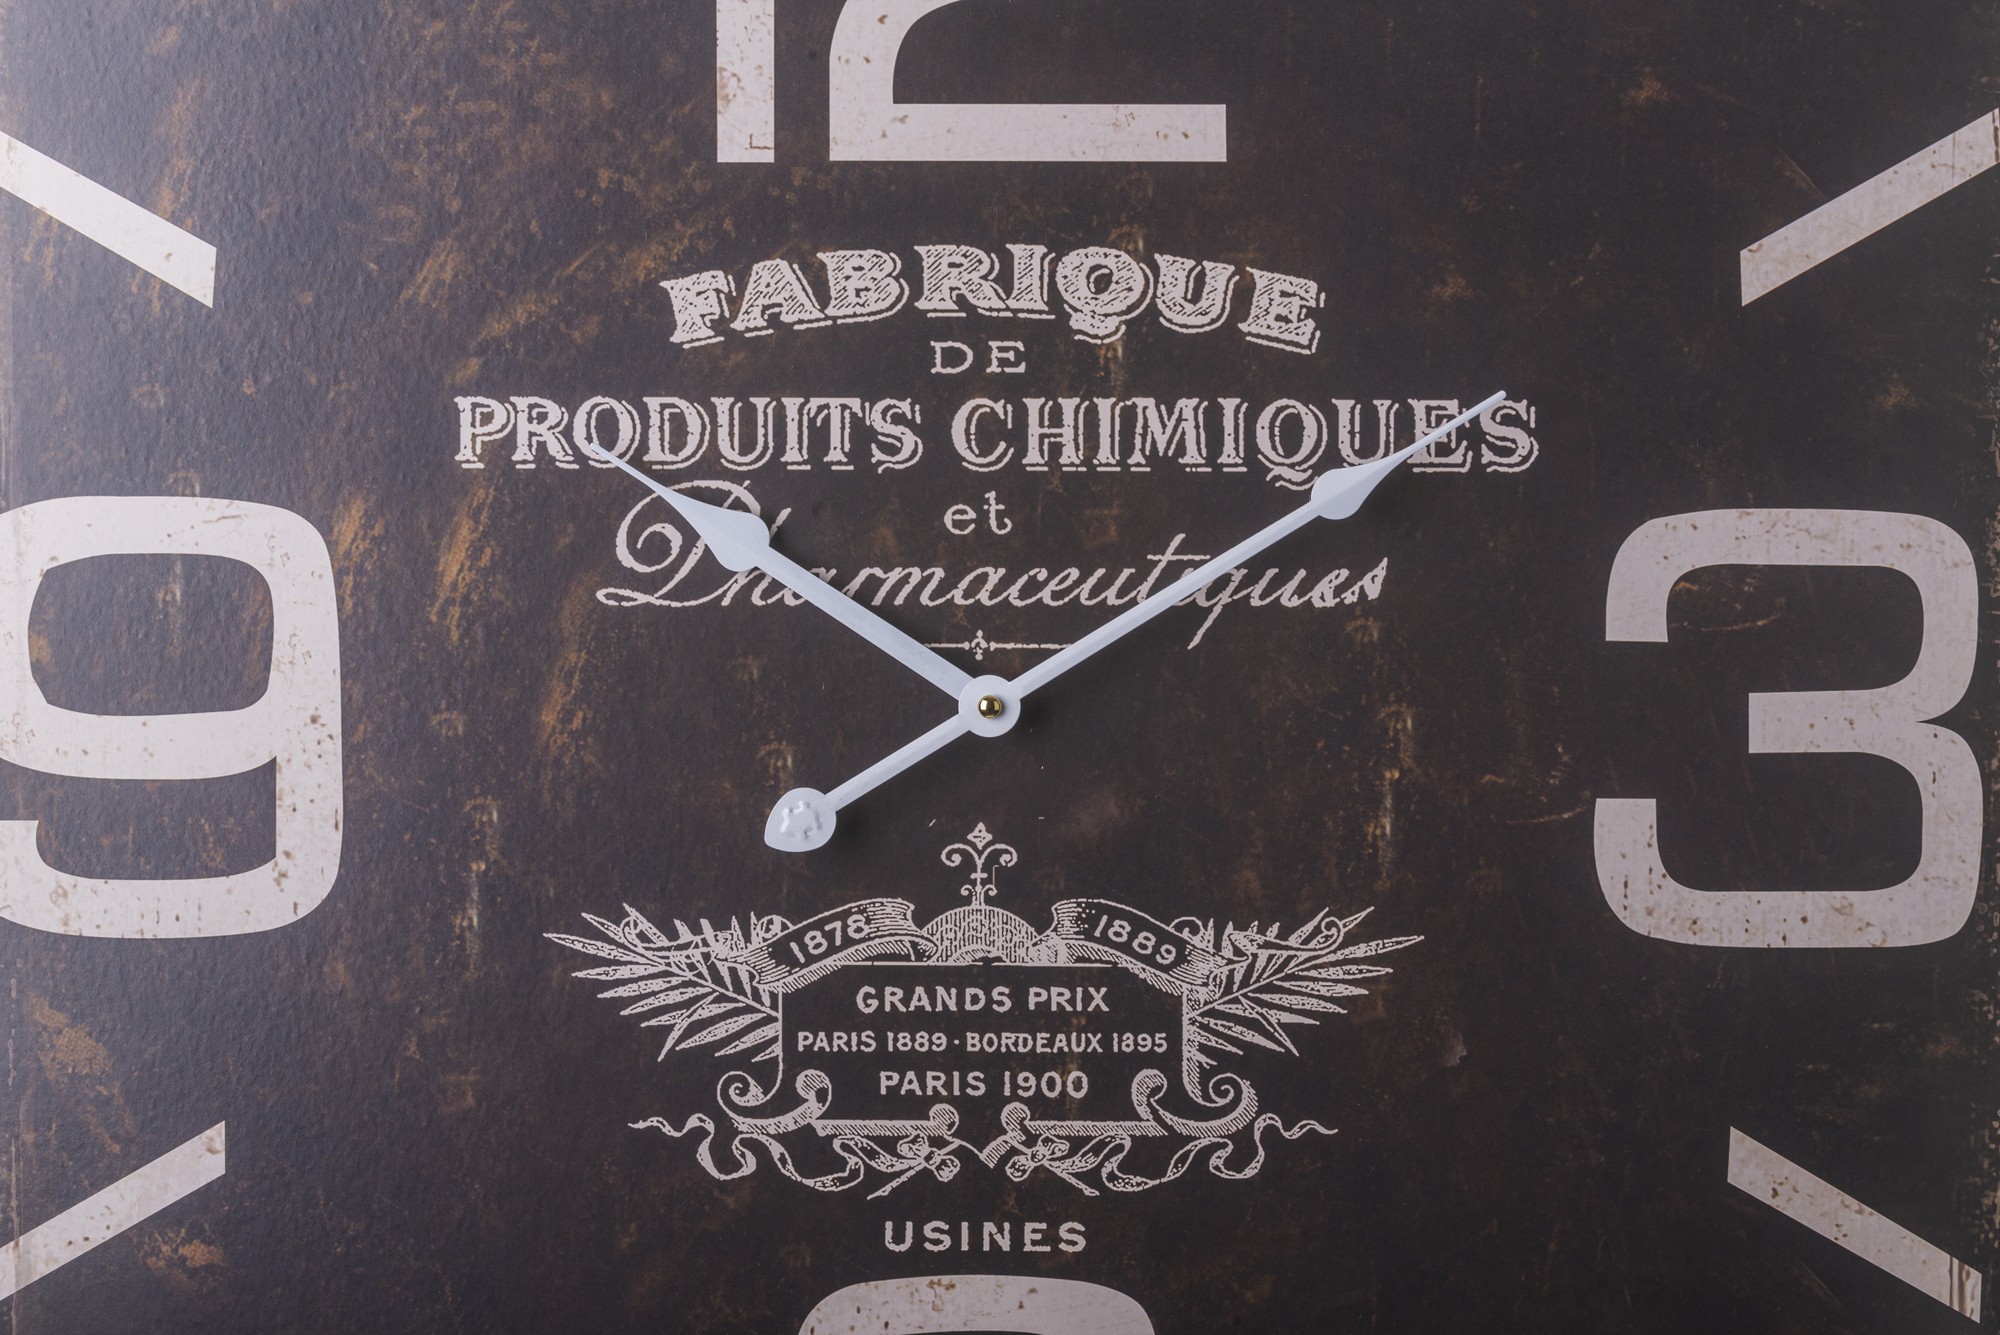 12
FABRIQUE
DE
PRODUITS CHIMIQUES
et
Pharmaceutiques
9
3
1878 1889
GRANDS PRIX
PARIS 1889 · BORDEAUX 1895
PARIS 1900
USINES